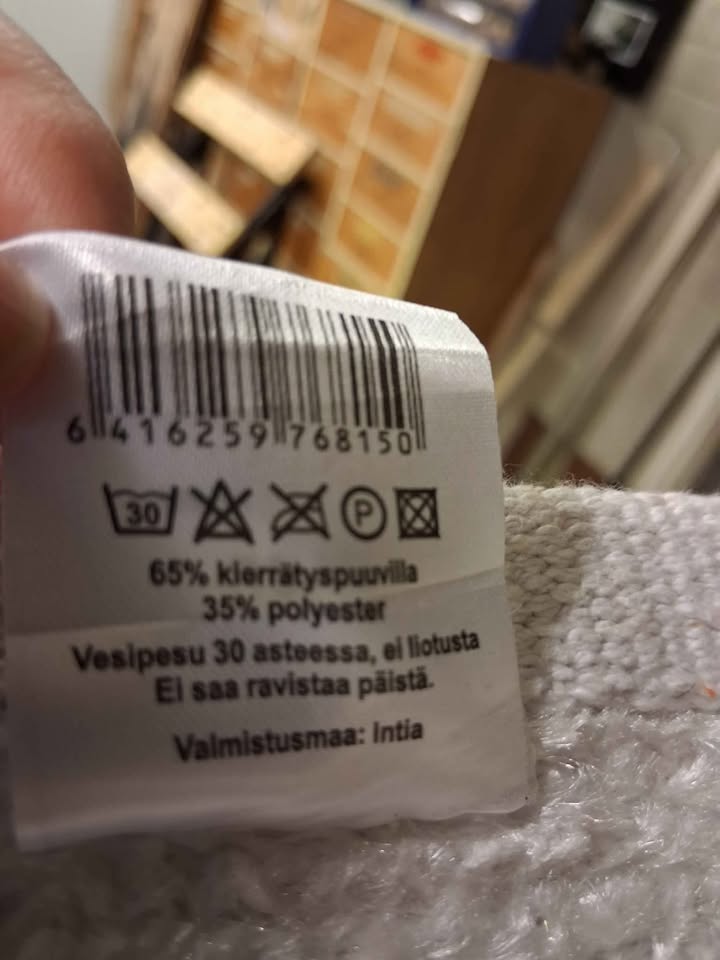 6 416259 768150
30 P
65% kierrätyspuuvilla
35% polyester
Vesipesu 30 asteessa, ei liotusta
Ei saa ravistaa päistä.
Valmistusmaa: Intia